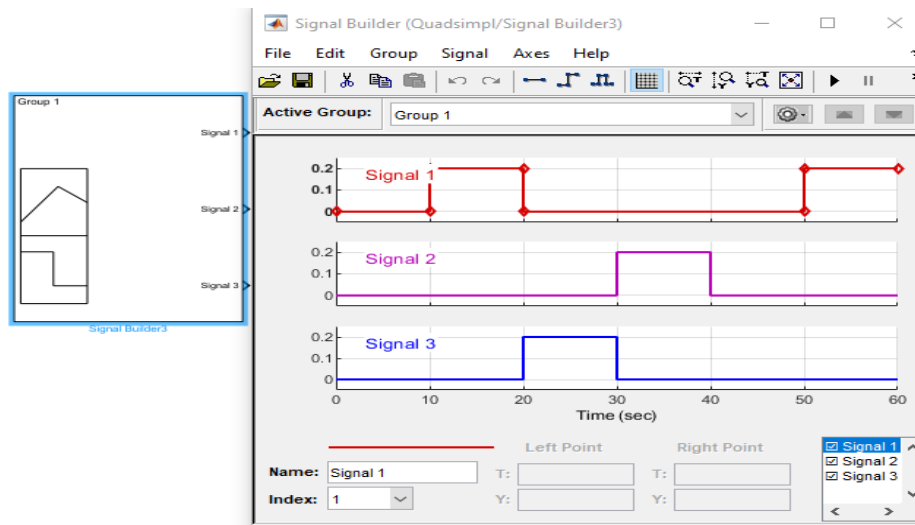 Group 1
Signal 1
Signal 2
Signal 3
Signal Builder3
Signal Builder (Quadsimpl/Signal Builder3)
File Edit Group Signal Axes Help
Active Group: Group 1
0.2
0.1
0
Signal 1
0.2
0.1
0
Signal 2
0.2
0.1
0
Signal 3
0 10 20 30 40 50 60
Time (sec)
Left Point Right Point
Name: Signal 1 T: T:
Index: 1 Y: Y:
Signal 1
Signal 2
Signal 3